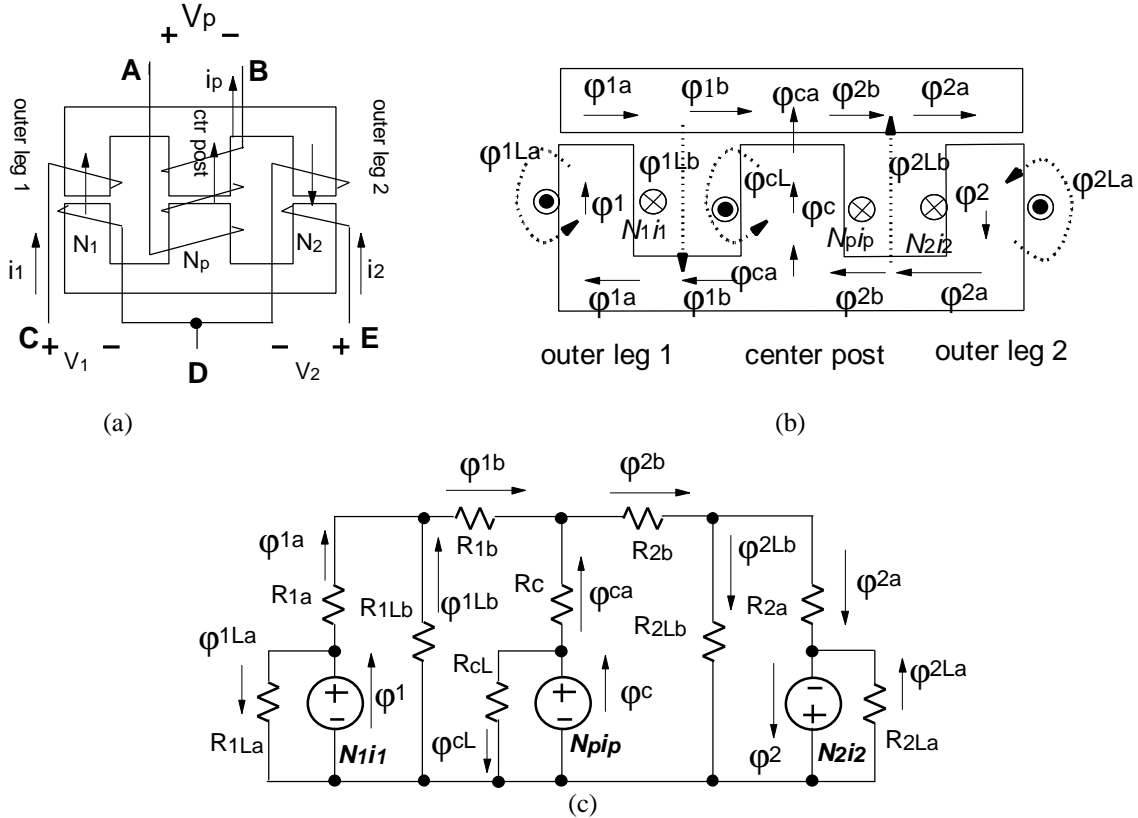 Vp
+ −
A B
ip
outer leg 1
ctr post
outer leg 2
N1 Np N2
i1 i2
C + − D − + E
V1 V2
(a)
φ1a φ1b φca φ2b φ2a
φ1La φ1Lb φcL φ2Lb φ2La
φ1 φc φ2
N1i1 Npip N2i2
φca
φ1a φ1b φ2b φ2a
outer leg 1 center post outer leg 2
(b)
φ1b φ2b
R1b R2b
φ1a φ1Lb φca φ2Lb φ2a
R1a R1Lb Rc R2Lb R2a
φ1La φ1 RcL φc φ2La
R1La φcL φ2 R2La
+ − + − − +
N1i1 Npip N2i2
(c)